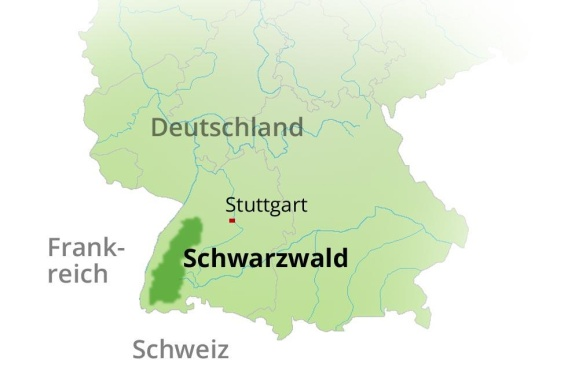 Deutschland
Stuttgart
Frank-
reich
Schwarzwald
Schweiz